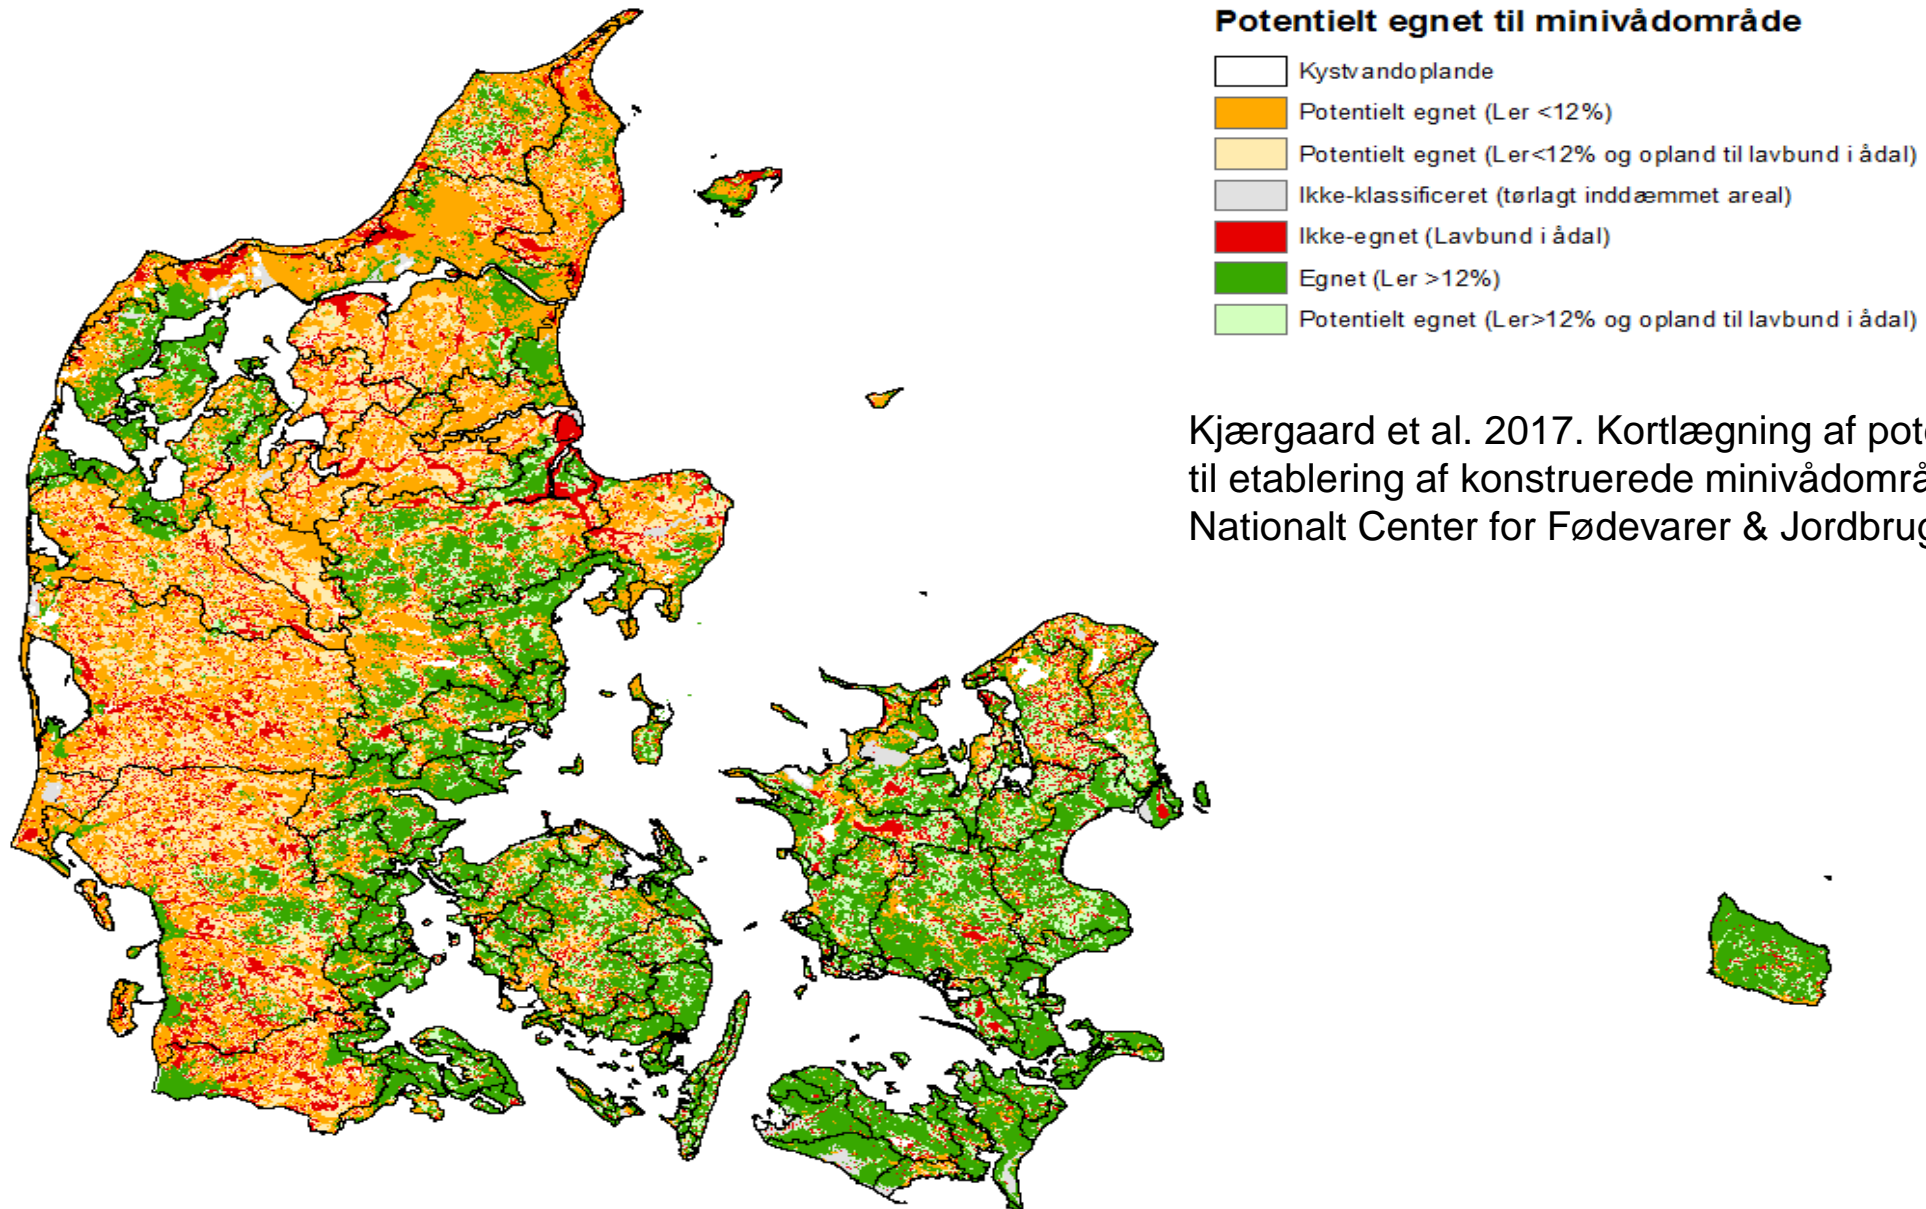 Potentielt egnet til minivådområde
Kystvandoplande
Potentielt egnet (Ler <12%)
Potentielt egnet (Ler<12% og opland til lavbund i ådal)
Ikke-klassificeret (tørlagt inddæmmet areal)
Ikke-egnet (Lavbund i ådal)
Egnet (Ler >12%)
Potentielt egnet (Ler>12% og opland til lavbund i ådal)
Kjærgaard et al. 2017. Kortlægning af pot
til etablering af konstruerede minivådområ
Nationalt Center for Fødevarer & Jordbrug